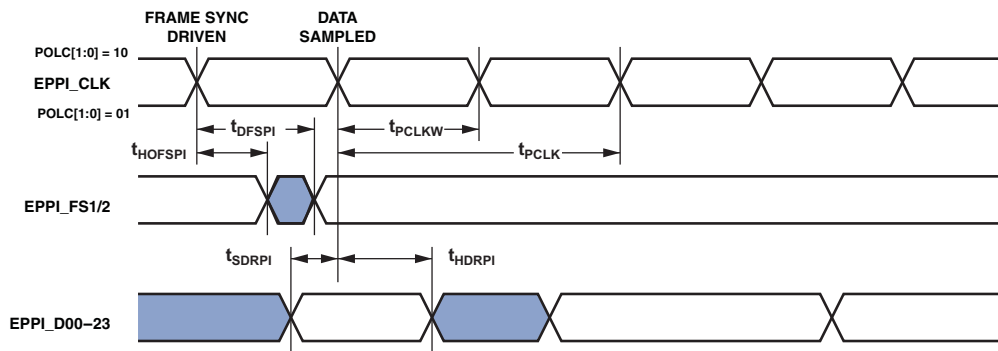 FRAME SYNC
DRIVEN
DATA
SAMPLED
POLC[1:0] = 10
EPPI_CLK
POLC[1:0] = 01
tDFSPI
tPCLKW
tHOFSPI
tPCLK
EPPI_FS1/2
tSDRPI
tHDRPI
EPPI_D00–23